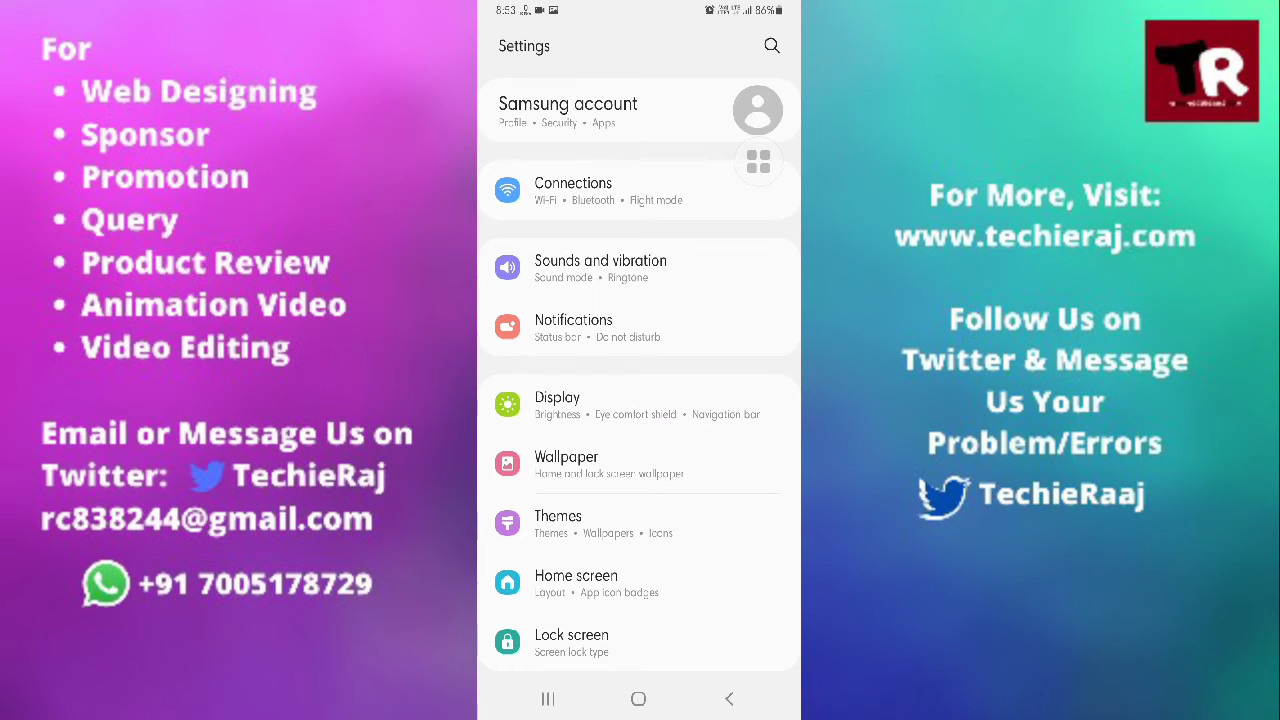 For
• Web Designing
• Sponsor
• Promotion
• Query
• Product Review
• Animation Video
• Video Editing
Email or Message Us on
Twitter: TechieRaj
rc838244@gmail.com
+91 7005178729
8:53
86%
Settings
Samsung account
Profile • Security • Apps
Connections
Wi-Fi • Bluetooth • Flight mode
Sounds and vibration
Sound mode • Ringtone
Notifications
Status bar • Do not disturb
Display
Brightness • Eye comfort shield • Navigation bar
Wallpaper
Home and lock screen wallpaper
Themes
Themes • Wallpapers • Icons
Home screen
Layout • App icon badges
Lock screen
Screen lock type
TR
For More, Visit:
www.techieraj.com
Follow Us on
Twitter & Message
Us Your
Problem/Errors
TechieRaaj